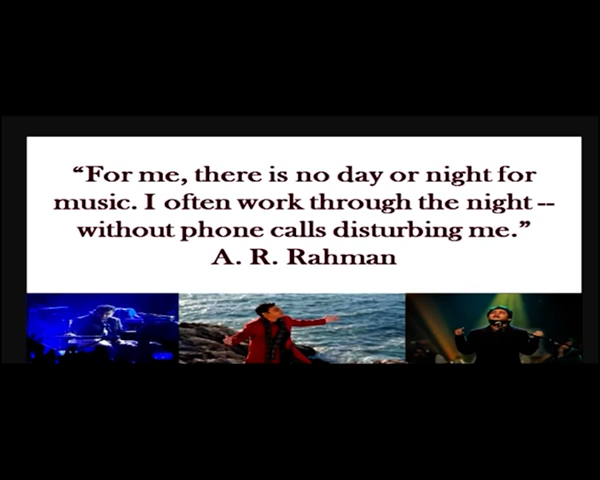 “For me, there is no day or night for
music. I often work through the night --
without phone calls disturbing me.”
A. R. Rahman